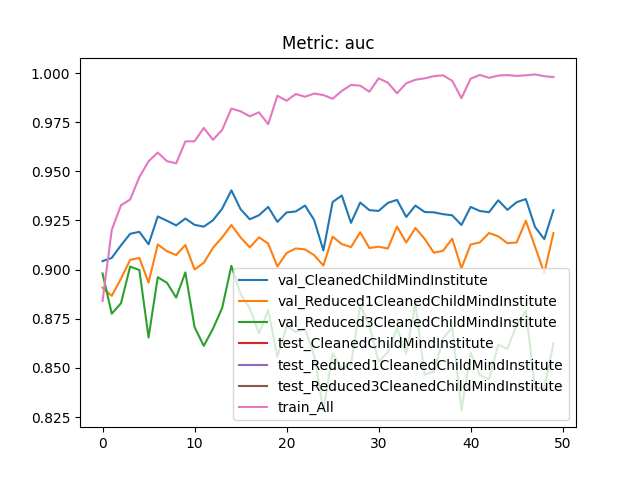 Metric: auc
1.000
0.975
0.950
0.925
0.900
0.875
0.850
0.825
val_CleanedChildMindInstitute
val_Reduced1CleanedChildMindInstitute
val_Reduced3CleanedChildMindInstitute
test_CleanedChildMindInstitute
test_Reduced1CleanedChildMindInstitute
test_Reduced3CleanedChildMindInstitute
train_All
0 10 20 30 40 50